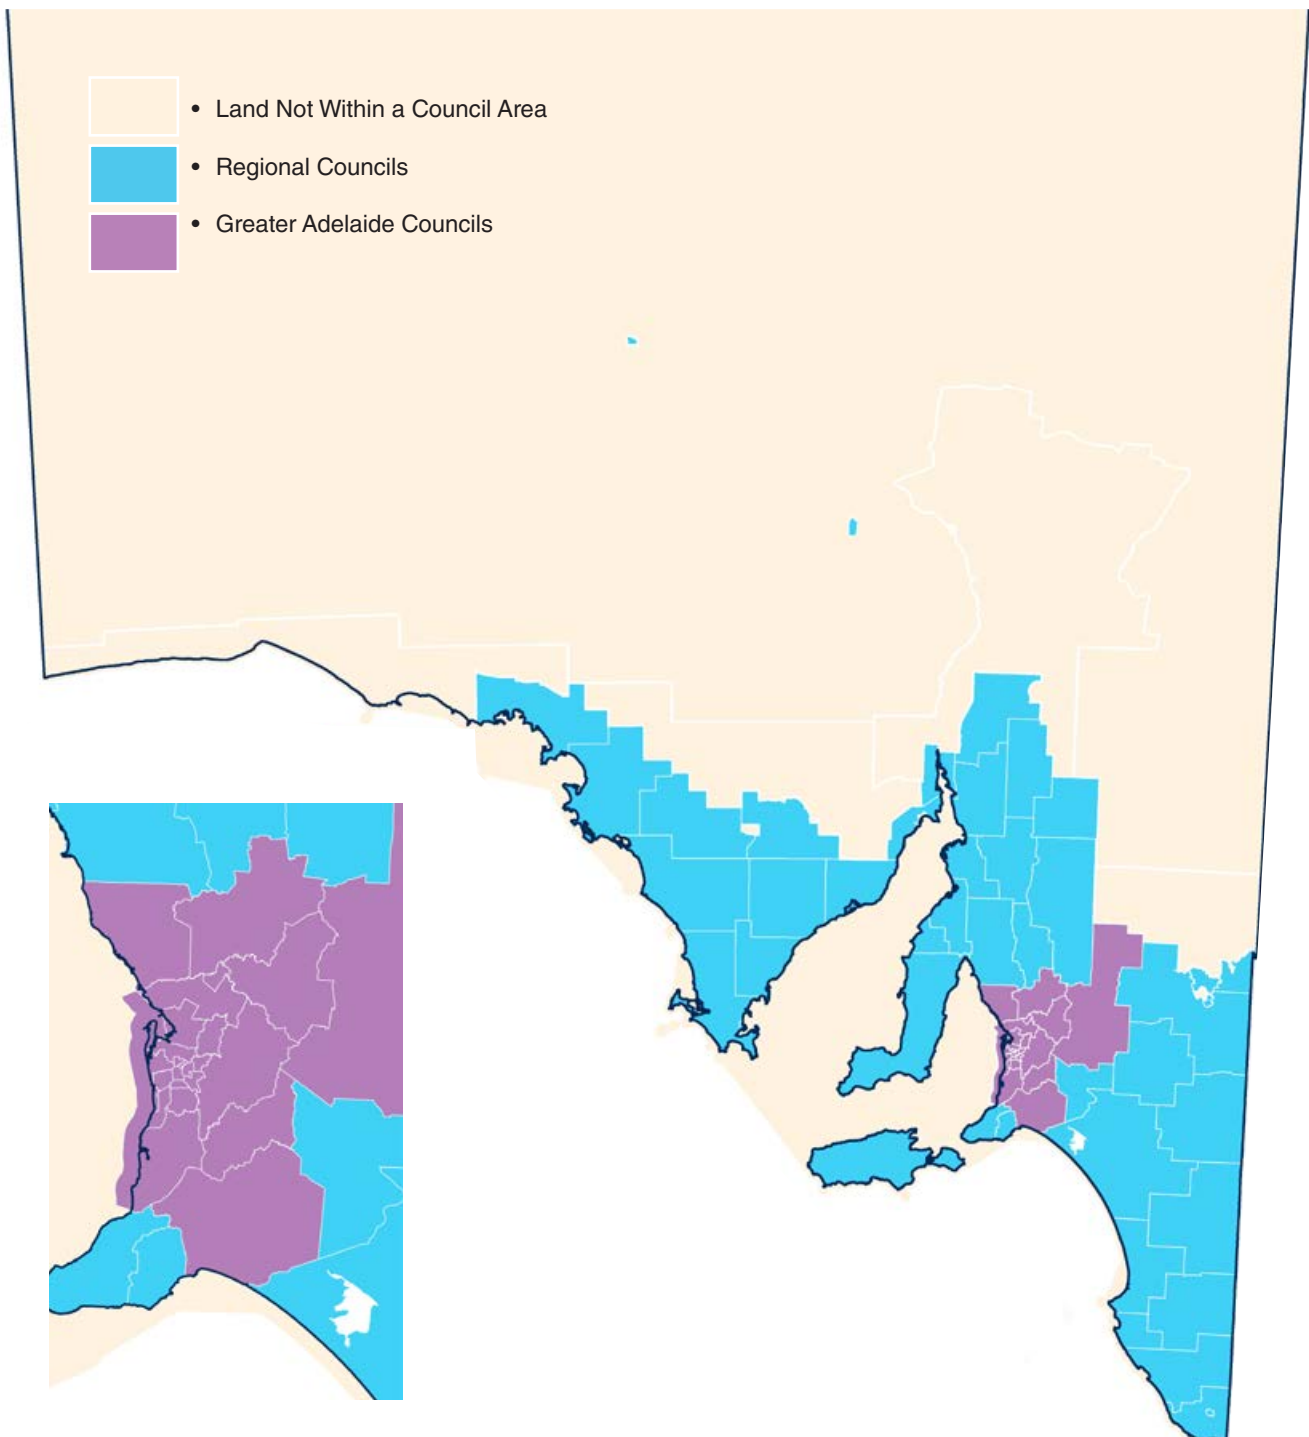 • Land Not Within a Council Area
• Regional Councils
• Greater Adelaide Councils